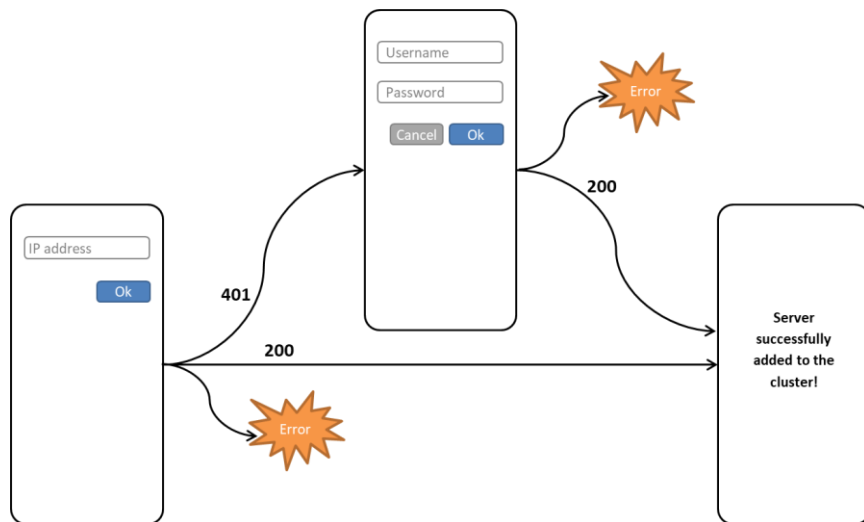 Username
Password
Cancel
Ok
Error
200
IP address
Ok
401
200
Error
Server
successfully
added to the
cluster!